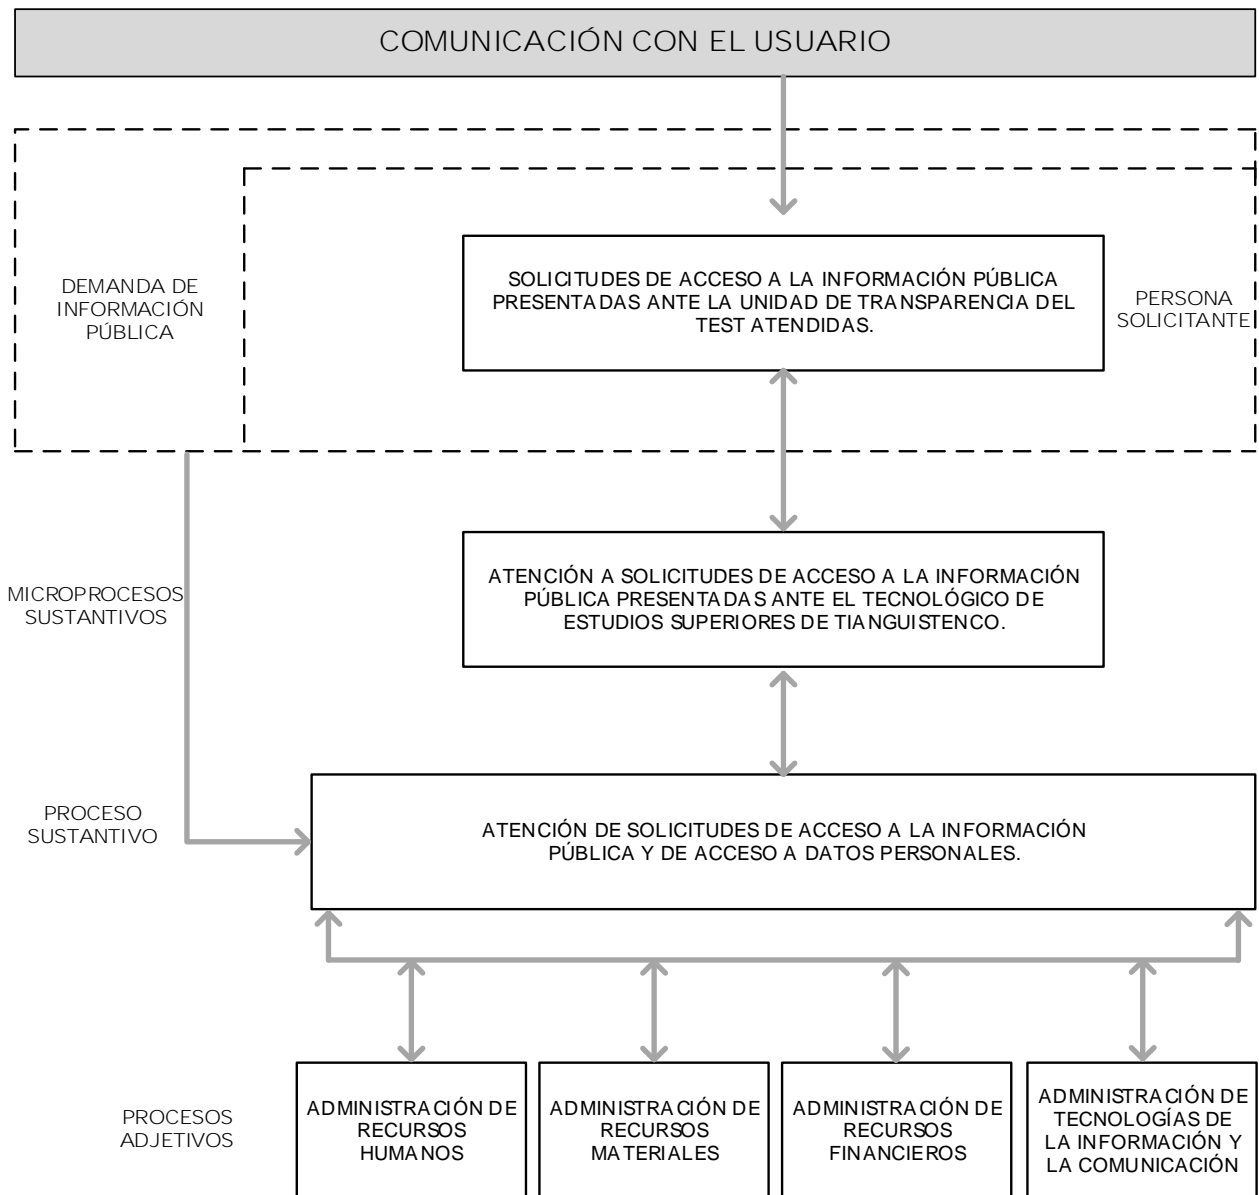 COMUNICACIÓN CON EL USUARIO
DEMANDA DE
INFORMACIÓN
PÚBLICA
SOLICITUDES DE ACCESO A LA INFORMACIÓN PÚBLICA
PRESENTADAS ANTE LA UNIDAD DE TRANSPARENCIA DEL
TEST ATENDIDAS.
PERSONA
SOLICITANTE
MICROPROCESOS
SUSTANTIVOS
ATENCIÓN A SOLICITUDES DE ACCESO A LA INFORMACIÓN
PÚBLICA PRESENTADAS ANTE EL TECNOLÓGICO DE
ESTUDIOS SUPERIORES DE TIANGUISTENCO.
PROCESO
SUSTANTIVO
ATENCIÓN DE SOLICITUDES DE ACCESO A LA INFORMACIÓN
PÚBLICA Y DE ACCESO A DATOS PERSONALES.
PROCESOS
ADJETIVOS
ADMINISTRACIÓN DE
RECURSOS
HUMANOS
ADMINISTRACIÓN DE
RECURSOS
MATERIALES
ADMINISTRACIÓN DE
RECURSOS
FINANCIEROS
ADMINISTRACIÓN DE
TECNOLOGÍAS DE
LA INFORMACIÓN Y
LA COMUNICACIÓN